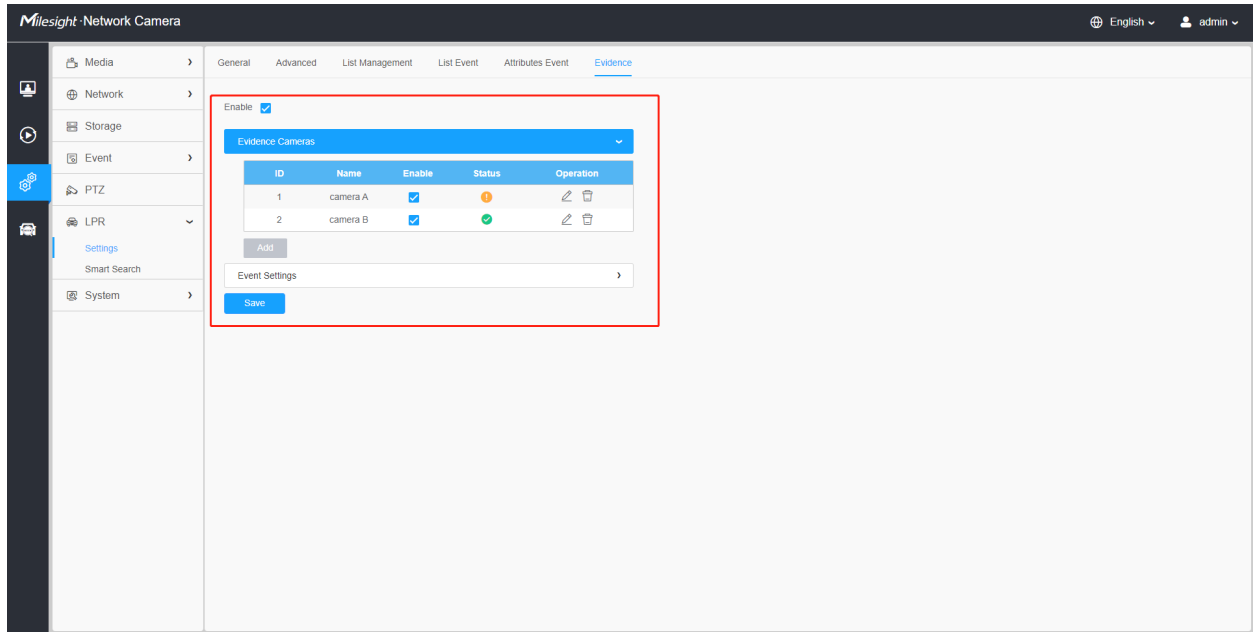 Milesight · Network Camera
English
admin
Media
Network
Storage
Event
PTZ
LPR
Settings
Smart Search
System
General Advanced List Management List Event Attributes Event Evidence
Enable
Evidence Cameras
ID Name Enable Status Operation
1 camera A
2 camera B
Add
Event Settings
Save